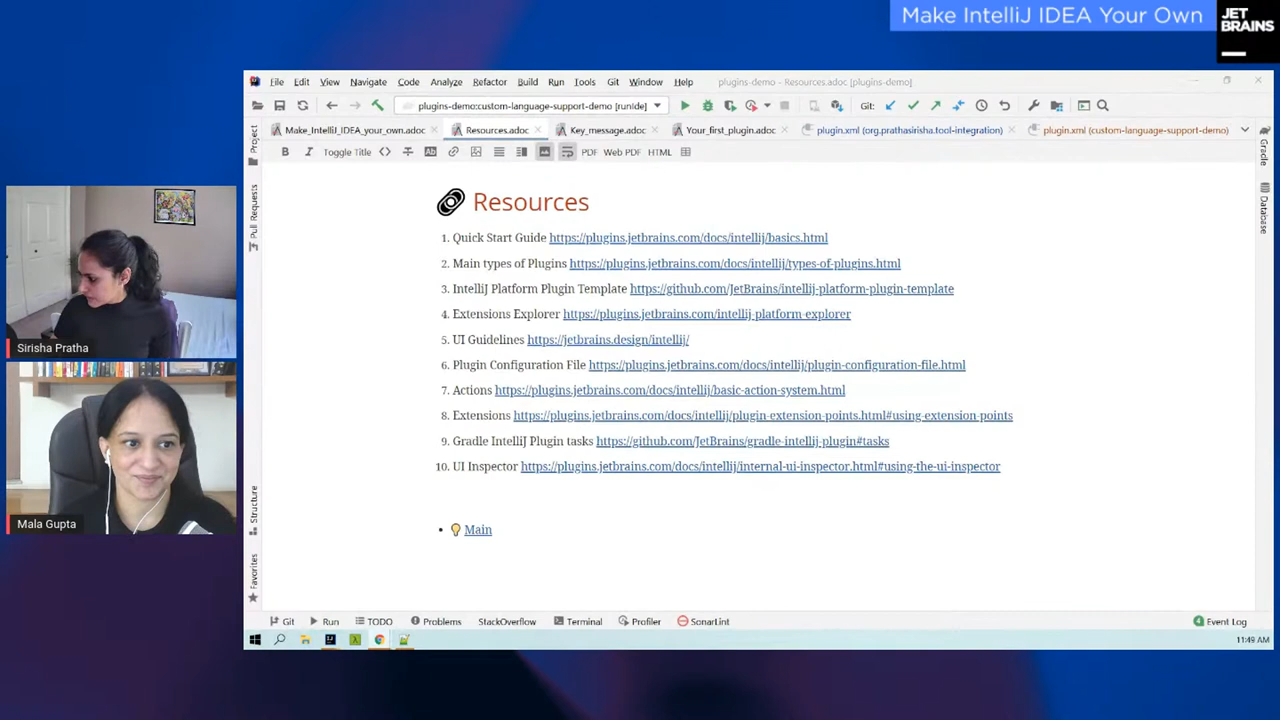 Make IntelliJ IDEA Your Own
JET
BRAINS
File Edit View Navigate Code Analyze Refactor Build Run Tools Git Window Help plugins-demo - Resources.adoc [plugins-demo]
plugins-demo:custom-language-support-demo [runIde] Git:
Make_IntelliJ_IDEA_your_own.adoc Resources.adoc Key_message.adoc Your_first_plugin.adoc plugin.xml (org.prathasirisha.tool-integration) plugin.xml (custom-language-support-demo)
B I Toggle Title PDF Web PDF HTML
Project
Pull Requests
Structure
Favorites
Gradle
Database
Resources
1. Quick Start Guide https://plugins.jetbrains.com/docs/intellij/basics.html
2. Main types of Plugins https://plugins.jetbrains.com/docs/intellij/types-of-plugins.html
3. IntelliJ Platform Plugin Template https://github.com/JetBrains/intellij-platform-plugin-template
4. Extensions Explorer https://plugins.jetbrains.com/intellij-platform-explorer
5. UI Guidelines https://jetbrains.design/intellij/
6. Plugin Configuration File https://plugins.jetbrains.com/docs/intellij/plugin-configuration-file.html
7. Actions https://plugins.jetbrains.com/docs/intellij/basic-action-system.html
8. Extensions https://plugins.jetbrains.com/docs/intellij/plugin-extension-points.html#using-extension-points
9. Gradle IntelliJ Plugin tasks https://github.com/JetBrains/gradle-intellij-plugin#tasks
10. UI Inspector https://plugins.jetbrains.com/docs/intellij/internal-ui-inspector.html#using-the-ui-inspector
• Main
Git Run TODO Problems StackOverflow Terminal Profiler SonarLint 4 Event Log
11:49 AM
Sirisha Pratha
Mala Gupta